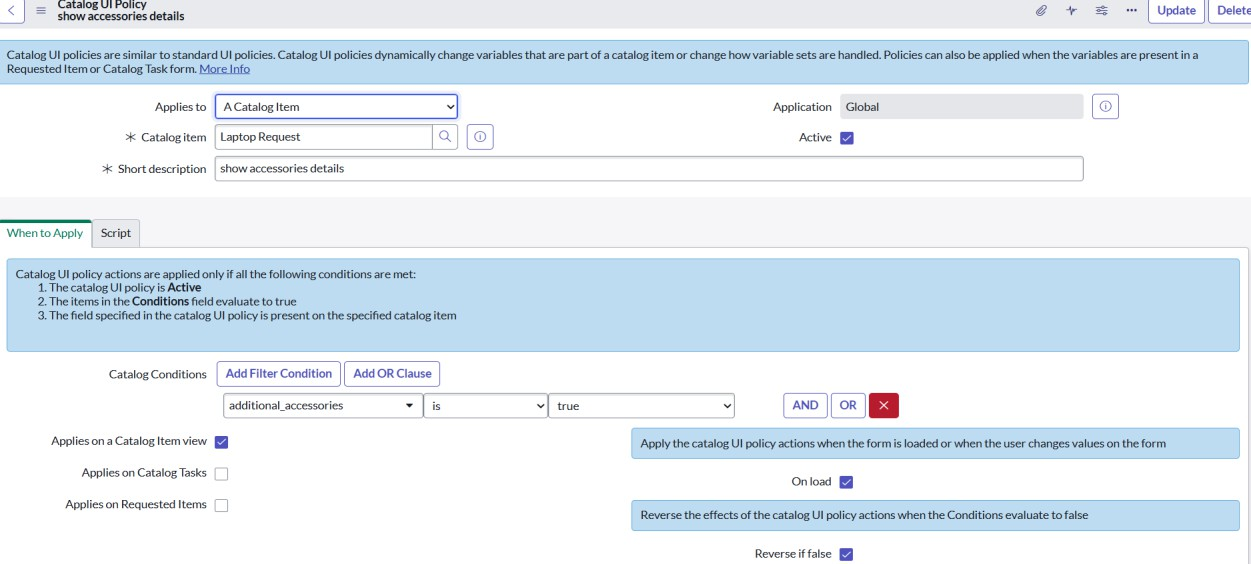 Catalog UI Policy
show accessories details
Update
Delete
Catalog UI policies are similar to standard UI policies. Catalog UI policies dynamically change variables that are part of a catalog item or change how variable sets are handled. Policies can also be applied when the variables are present in a
Requested Item or Catalog Task form. More Info
Applies to
A Catalog Item
Application
Global
Catalog item
Laptop Request
Active
Short description
show accessories details
When to Apply
Script
Catalog UI policy actions are applied only if all the following conditions are met:
1. The catalog UI policy is Active
2. The items in the Conditions field evaluate to true
3. The field specified in the catalog UI policy is present on the specified catalog item
Catalog Conditions
Add Filter Condition
Add OR Clause
additional_accessories
is
true
AND
OR
Applies on a Catalog Item view
Apply the catalog UI policy actions when the form is loaded or when the user changes values on the form
Applies on Catalog Tasks
On load
Applies on Requested Items
Reverse the effects of the catalog UI policy actions when the Conditions evaluate to false
Reverse if false